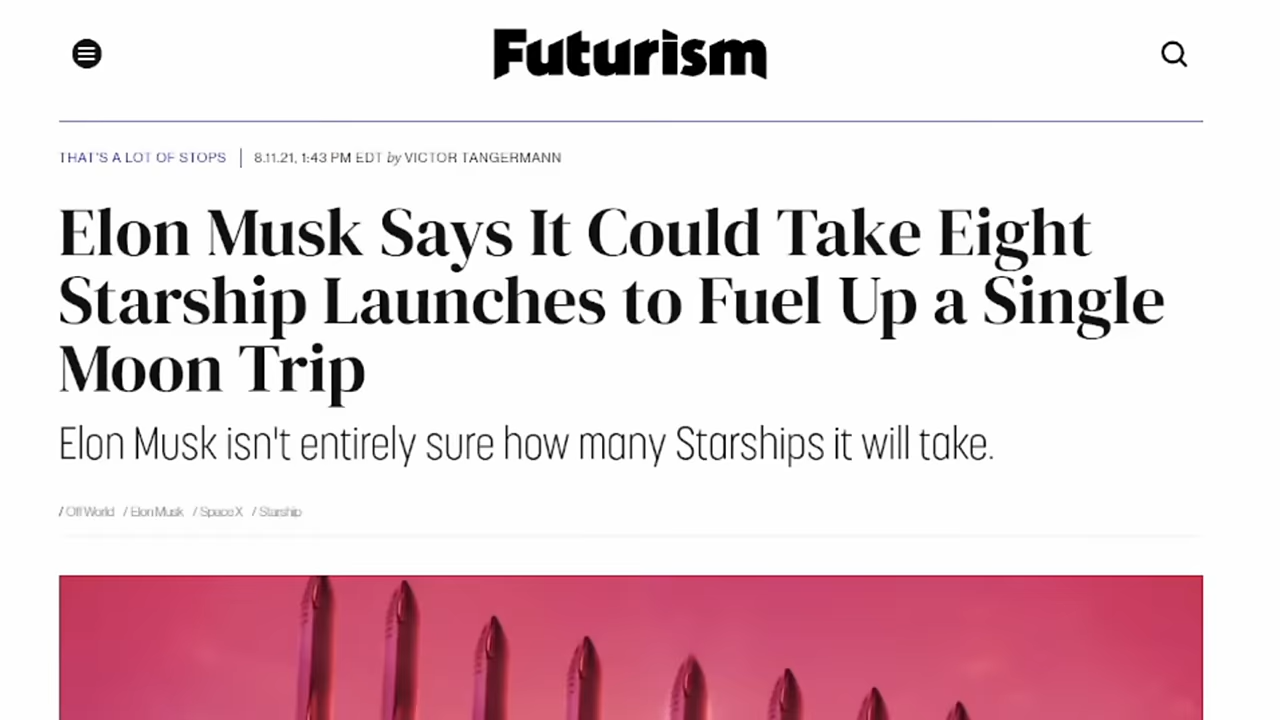 Futurism
THAT'S A LOT OF STOPS | 8.11.21, 1:43 PM EDT by VICTOR TANGERMANN
Elon Musk Says It Could Take Eight
Starship Launches to Fuel Up a Single
Moon Trip
Elon Musk isn't entirely sure how many Starships it will take.
/ Off World / Elon Musk / SpaceX / Starship